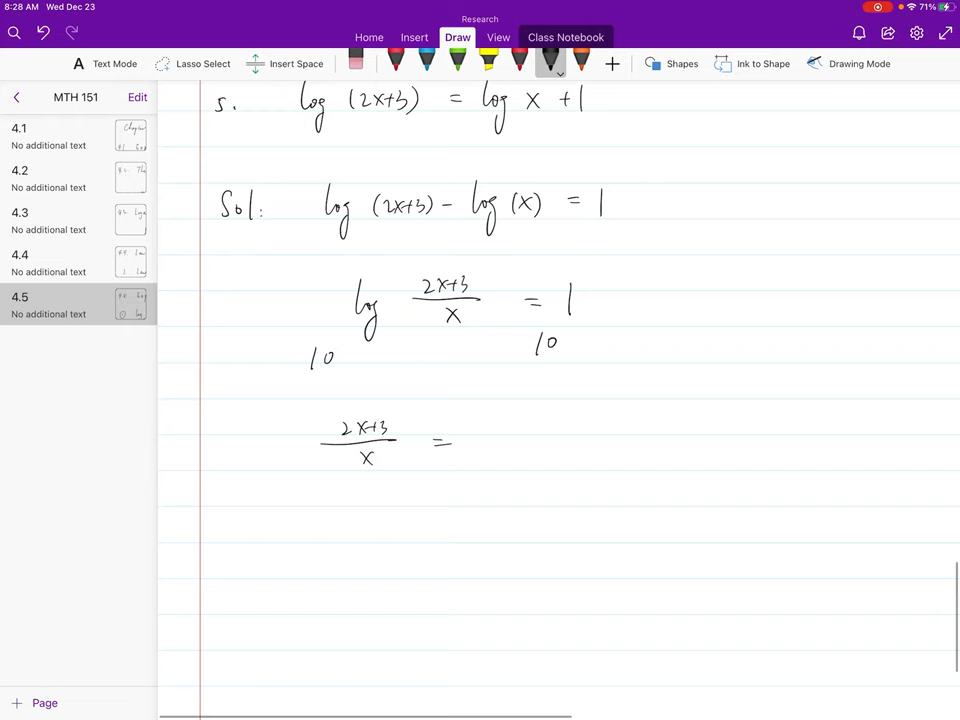 8:28 AM Wed Dec 23
71%
Research
Home Insert Draw View Class Notebook
A Text Mode Lasso Select Insert Space Shapes Ink to Shape Drawing Mode
MTH 151 Edit
4.1
No additional text
4.2
No additional text
4.3
No additional text
4.4
No additional text
4.5
No additional text
+ Page
5. log (2x+3) = log x + 1
Sol: log (2x+3) - log (x) = 1
log \frac{2x+3}{x} = 1
10 10
\frac{2x+3}{x} =